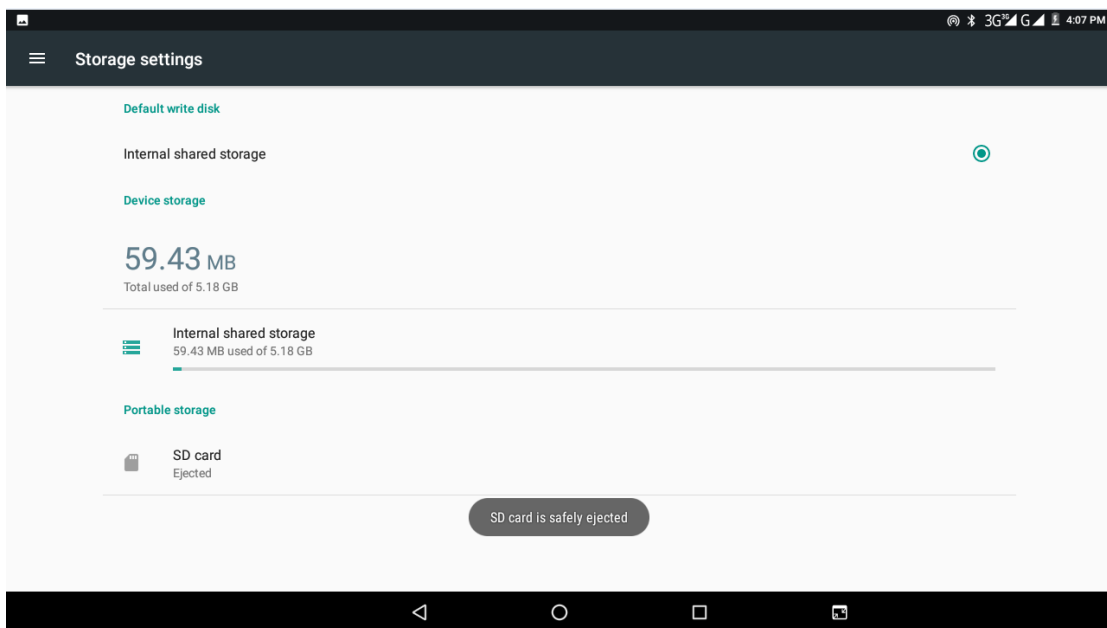 3G 3G G 4:07 PM
Storage settings
Default write disk
Internal shared storage
Device storage
59.43 MB
Total used of 5.18 GB
Internal shared storage
59.43 MB used of 5.18 GB
Portable storage
SD card
Ejected
SD card is safely ejected